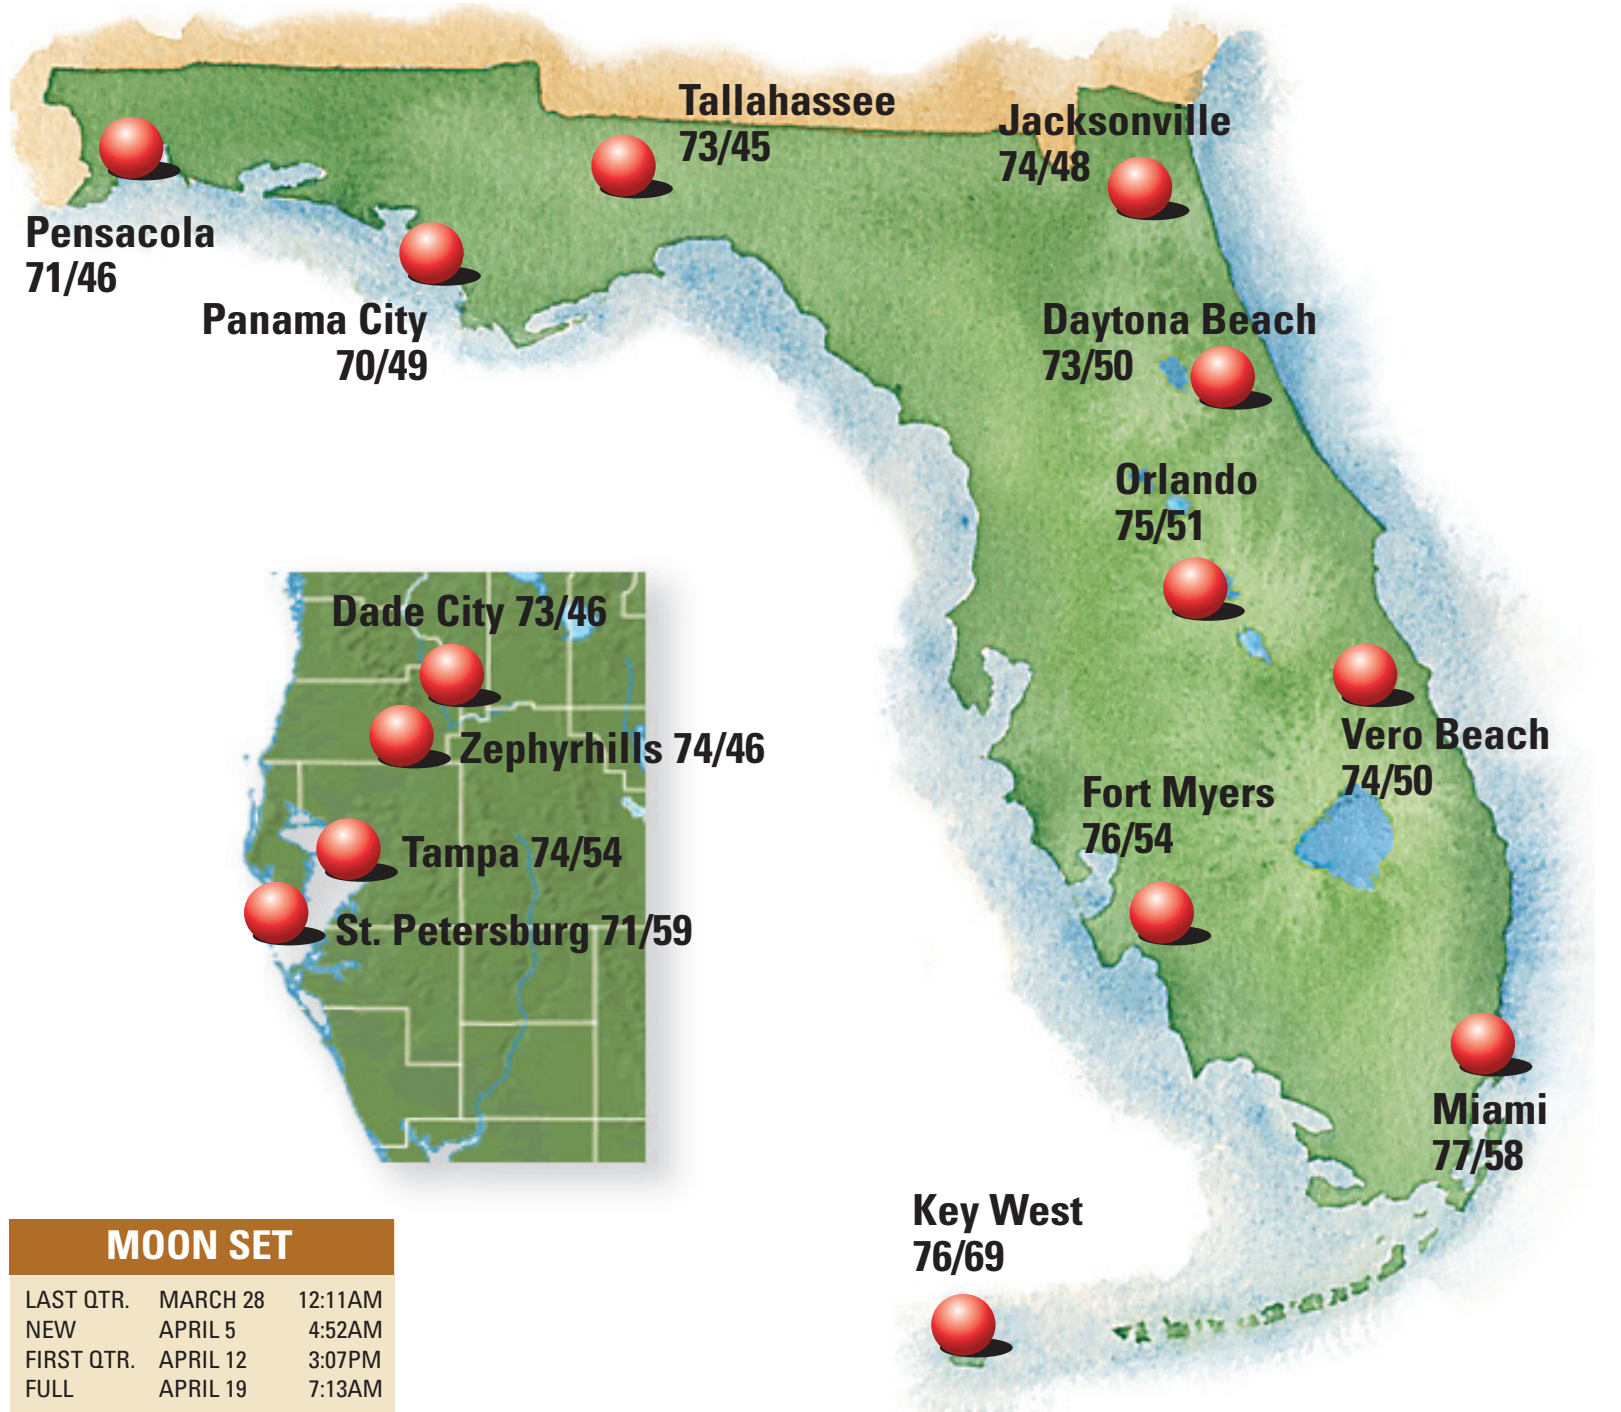 Tallahassee
73/45
Jacksonville
74/48
Pensacola
71/46
Panama City
70/49
Daytona Beach
73/50
Orlando
75/51
Dade City 73/46
Zephyrhills 74/46
Vero Beach
74/50
Fort Myers
76/54
Tampa 74/54
St. Petersburg 71/59
Miami
77/58
Key West
76/69
MOON SET
LAST QTR. MARCH 28 12:11AM
NEW APRIL 5 4:52AM
FIRST QTR. APRIL 12 3:07PM
FULL APRIL 19 7:13AM